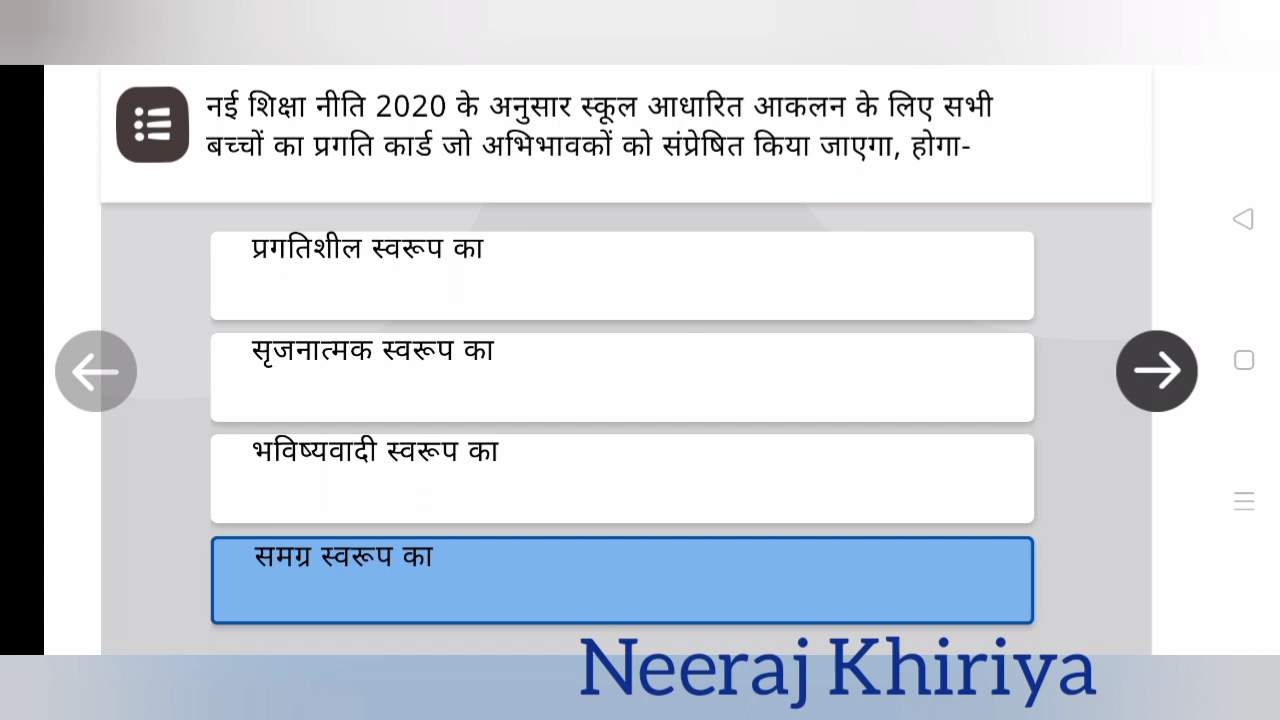 नई शिक्षा नीति 2020 के अनुसार स्कूल आधारित आकलन के लिए सभी
बच्चों का प्रगति कार्ड जो अभिभावकों को संप्रेषित किया जाएगा, होगा-
प्रगतिशील स्वरूप का
सृजनात्मक स्वरूप का
भविष्यवादी स्वरूप का
समग्र स्वरूप का
Neeraj Khiriya